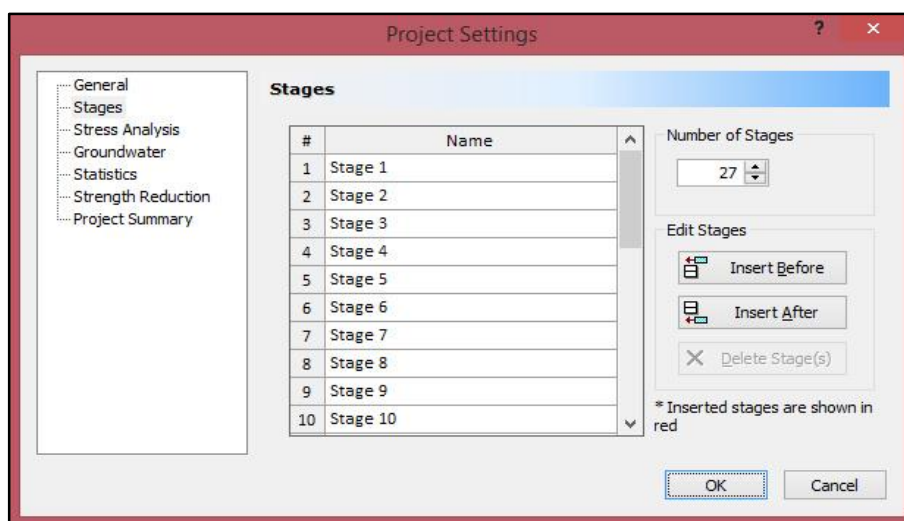 Project Settings
? ×
General
Stages
Stress Analysis
Groundwater
Statistics
Strength Reduction
Project Summary
Stages
# Name
1 Stage 1
2 Stage 2
3 Stage 3
4 Stage 4
5 Stage 5
6 Stage 6
7 Stage 7
8 Stage 8
9 Stage 9
10 Stage 10
Number of Stages
27
Edit Stages
Insert Before
Insert After
Delete Stage(s)
* Inserted stages are shown in
red
OK Cancel